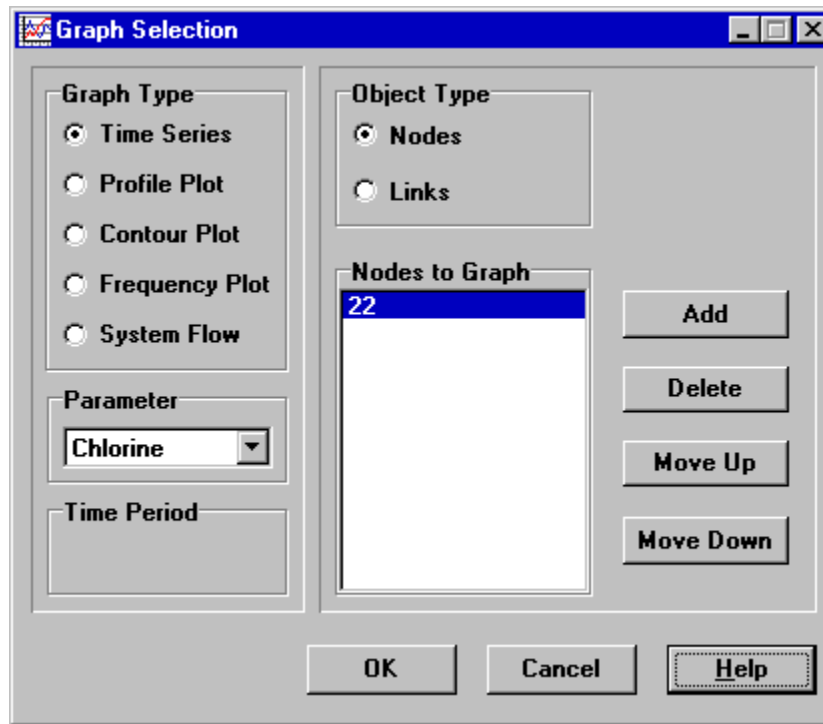 Graph Selection
Graph Type
Time Series
Profile Plot
Contour Plot
Frequency Plot
System Flow
Parameter
Chlorine
Time Period
Object Type
Nodes
Links
Nodes to Graph
22
Add
Delete
Move Up
Move Down
OK
Cancel
Help